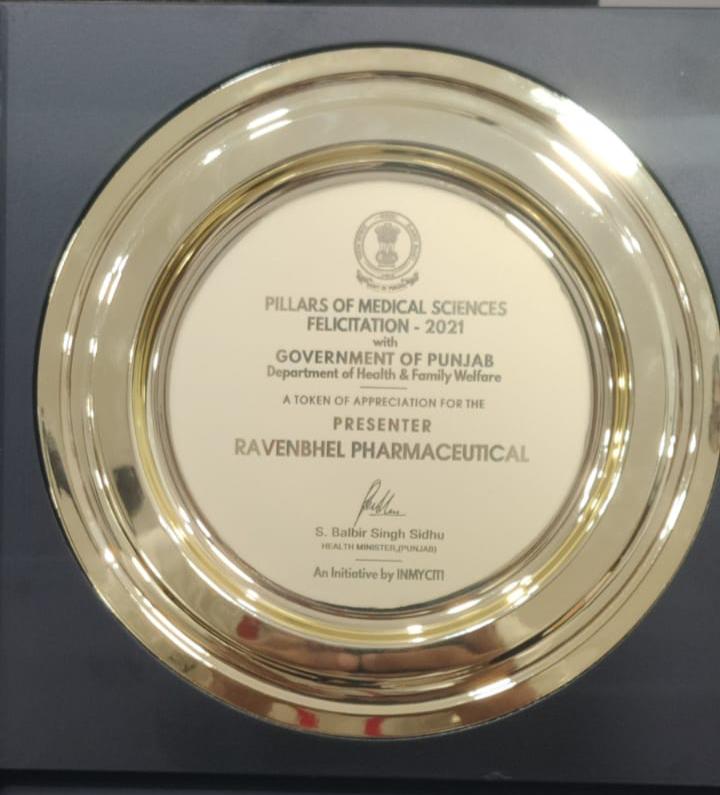 PILLARS OF MEDICAL SCIENCES
FELICITATION - 2021
with
GOVERNMENT OF PUNJAB
Department of Health & Family Welfare
A TOKEN OF APPRECIATION FOR THE
PRESENTER
RAVENBHEL PHARMACEUTICAL
S. Balbir Singh Sidhu
HEALTH MINISTER,(PUNJAB)
An Initiative by INMYCITI